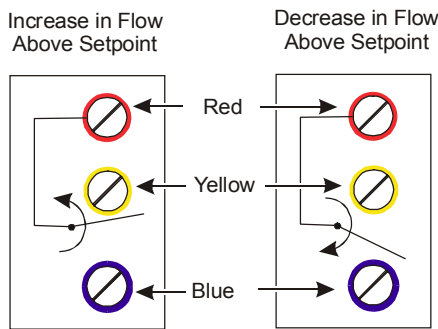 Increase in Flow
Above Setpoint
Decrease in Flow
Above Setpoint
Red
Yellow
Blue